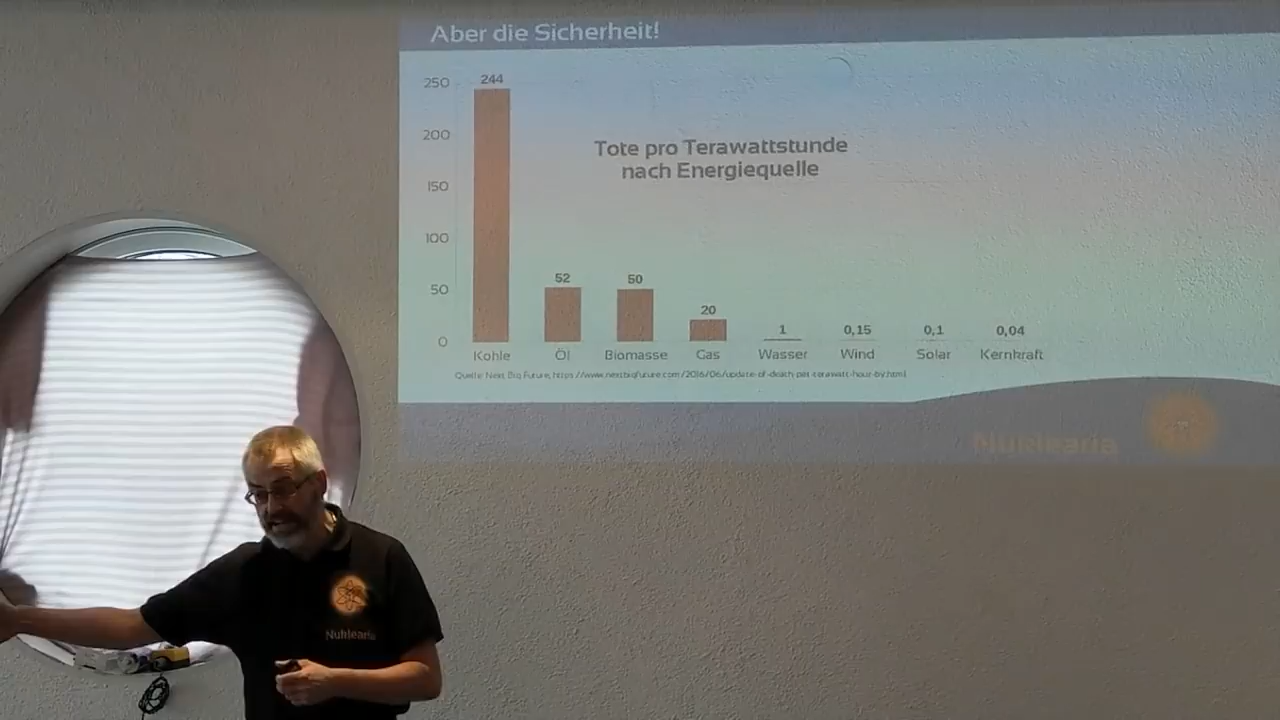 Aber die Sicherheit!
250
200
150
100
50
0
Tote pro Terawattstunde
nach Energiequelle
244
52
50
20
1
0,15
0,1
0,04
Kohle Öl Biomasse Gas Wasser Wind Solar Kernkraft
Quelle: Next Big Future, https://www.nextbigfuture.com/2016/06/update-of-death-per-terawatt-hour-by.html
Nuklearia
Nuklearia